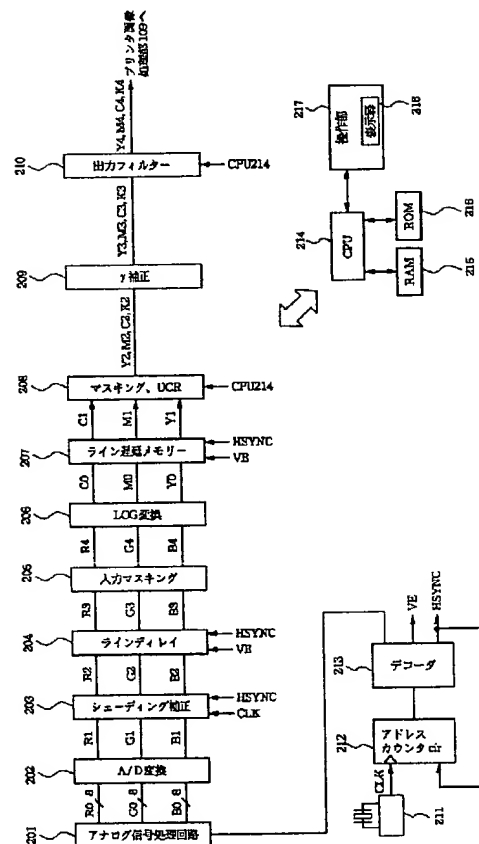 201
アナログ信号処理回路
R0 8
G0 8
B0 8
202
A/D変換
R1
G1
B1
203
シェーディング補正
HSYNC
CLK
R2
G2
B2
204
ラインディレイ
HSYNC
VE
R3
G3
B3
205
入力マスキング
R4
G4
B4
206
LOG変換
C0
M0
Y0
207
ライン遅延メモリー
HSYNC
VE
C1
M1
Y1
208
マスキング、UCR
CPU214
Y2, M2, C2, K2
209
γ補正
Y3, M3, C3, K3
210
出力フィルター
CPU214
Y4, M4, C4, K4
プリンタ画像
処理部109へ
217
操作部
218
表示器
214
CPU
ROM
216
RAM
215
211
CLK
212
アドレス
カウンタ
clr
213
デコーダ
VE
HSYNC